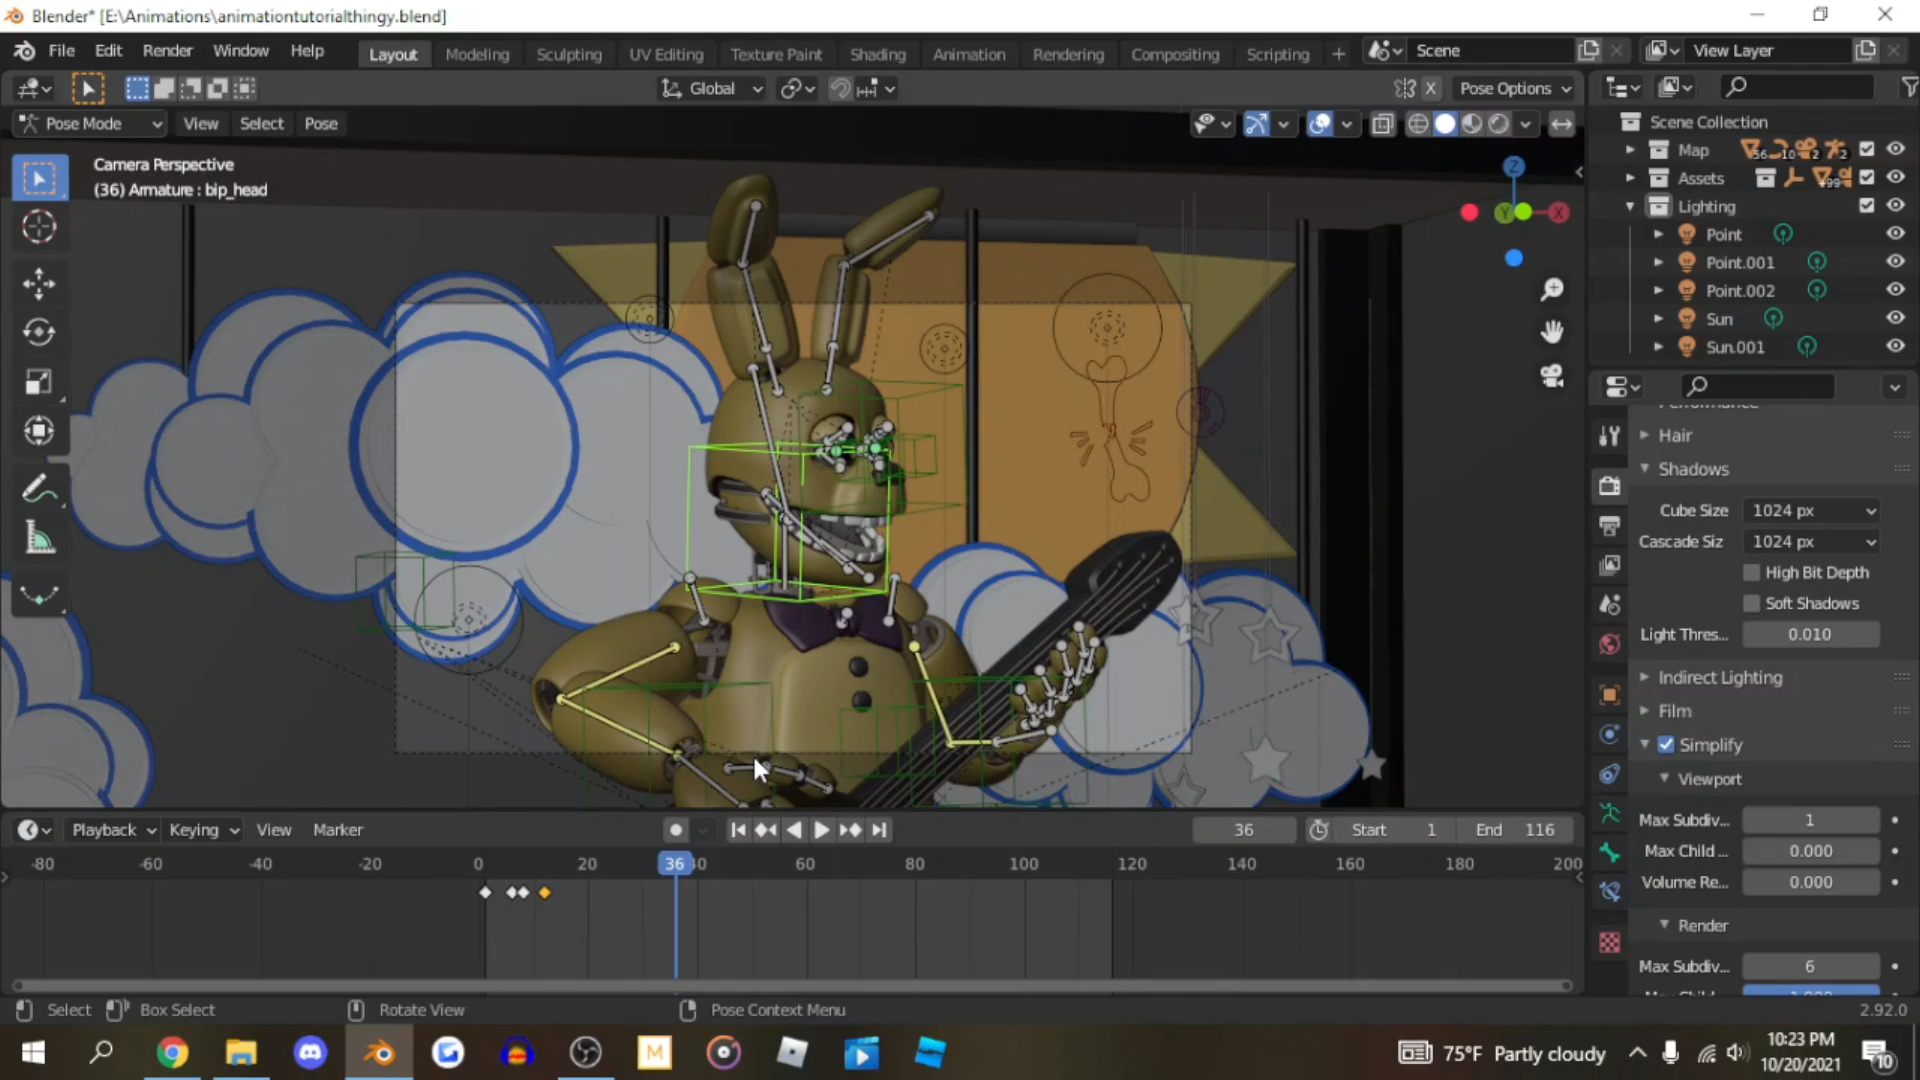 Blender* [E:\Animations\animationtutorialthingy.blend]
File Edit Render Window Help Layout Modeling Sculpting UV Editing Texture Paint Shading Animation Rendering Compositing Scripting + Scene View Layer
Global X Pose Options
Pose Mode View Select Pose
Camera Perspective
(36) Armature : bip_head
Z
Y X
Scene Collection
Map 56 10 2 2
Assets +99
Lighting
Point
Point.001
Point.002
Sun
Sun.001
Hair
Shadows
Cube Size 1024 px
Cascade Siz 1024 px
High Bit Depth
Soft Shadows
Light Thres... 0.010
Indirect Lighting
Film
Simplify
Viewport
Max Subdiv... 1
Max Child ... 0.000
Volume Re... 0.000
Render
Max Subdiv... 6
Playback Keying View Marker 36 Start 1 End 116
-80 -60 -40 -20 0 20 36 40 60 80 100 120 140 160 180 200
Select Box Select Rotate View Pose Context Menu 2.92.0
M
75°F Partly cloudy
10:23 PM
10/20/2021
10